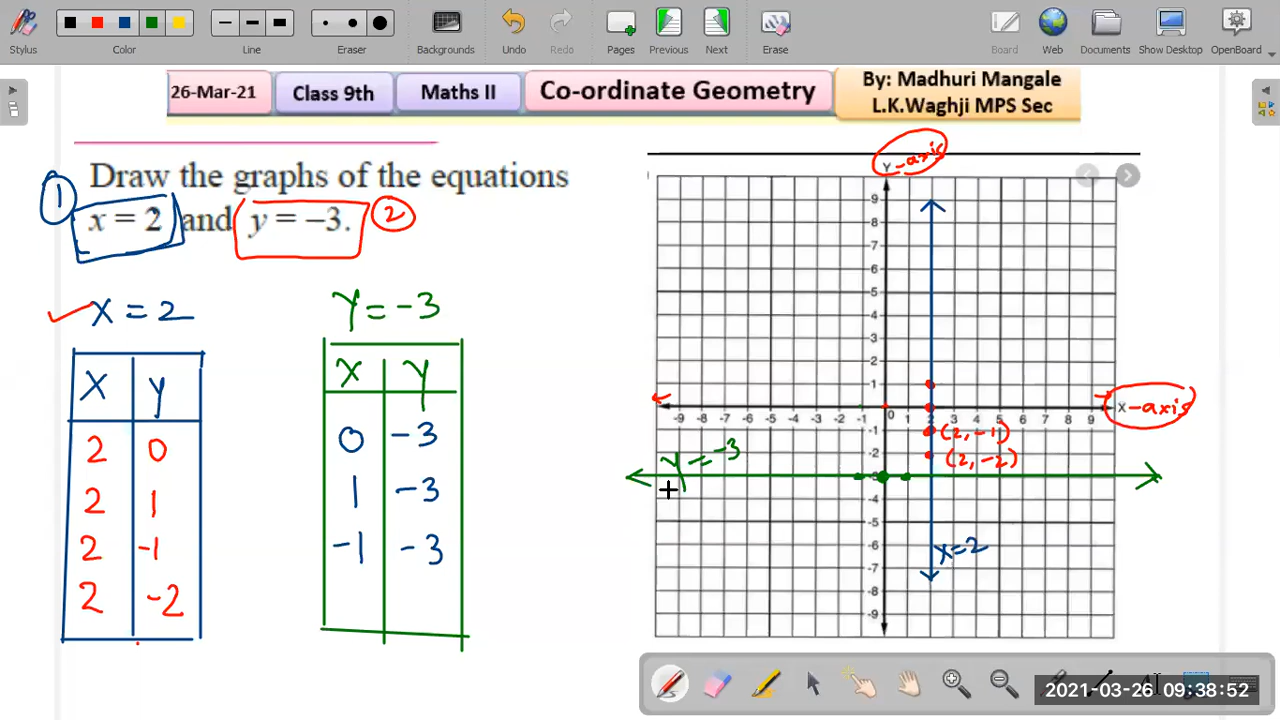 Stylus Color Line Eraser Backgrounds Undo Redo Pages Previous Next Erase Board Web Documents Show Desktop OpenBoard
26-Mar-21 Class 9th Maths II Co-ordinate Geometry By: Madhuri Mangale
L.K.Waghji MPS Sec
Draw the graphs of the equations
1 x = 2 and y = –3. 2
x = 2
X Y
2 0
2 1
2 -1
2 -2
Y = -3
X Y
0 -3
1 -3
-1 -3
Y -axis
9
8
7
6
5
4
3
2
1
-9 -8 -7 -6 -5 -4 -3 -2 -1 0 1 2 3 4 5 6 7 8 9 X -axis
-1 (2, -1)
-2 (2, -2)
y = -3
-3
-4
-5
-6 x=2
-7
-8
-9
2021-03-26 09:38:52